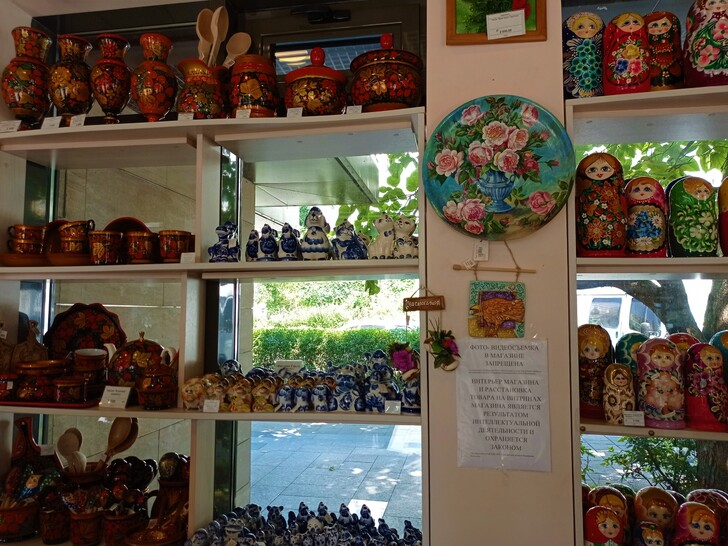 ФОТО- ВИДЕОСЪЕМКА
В МАГАЗИНЕ
ЗАПРЕЩЕНА
ИНТЕРЬЕР МАГАЗИНА
И РАССТАНОВКА
ТОВАРА НА ВИТРИНАХ
МАГАЗИНА ЯВЛЯЕТСЯ
РЕЗУЛЬТАТОМ
ИНТЕЛЛЕКТУАЛЬНОЙ
ДЕЯТЕЛЬНОСТИ И
ОХРАНЯЕТСЯ
ЗАКОНОМ